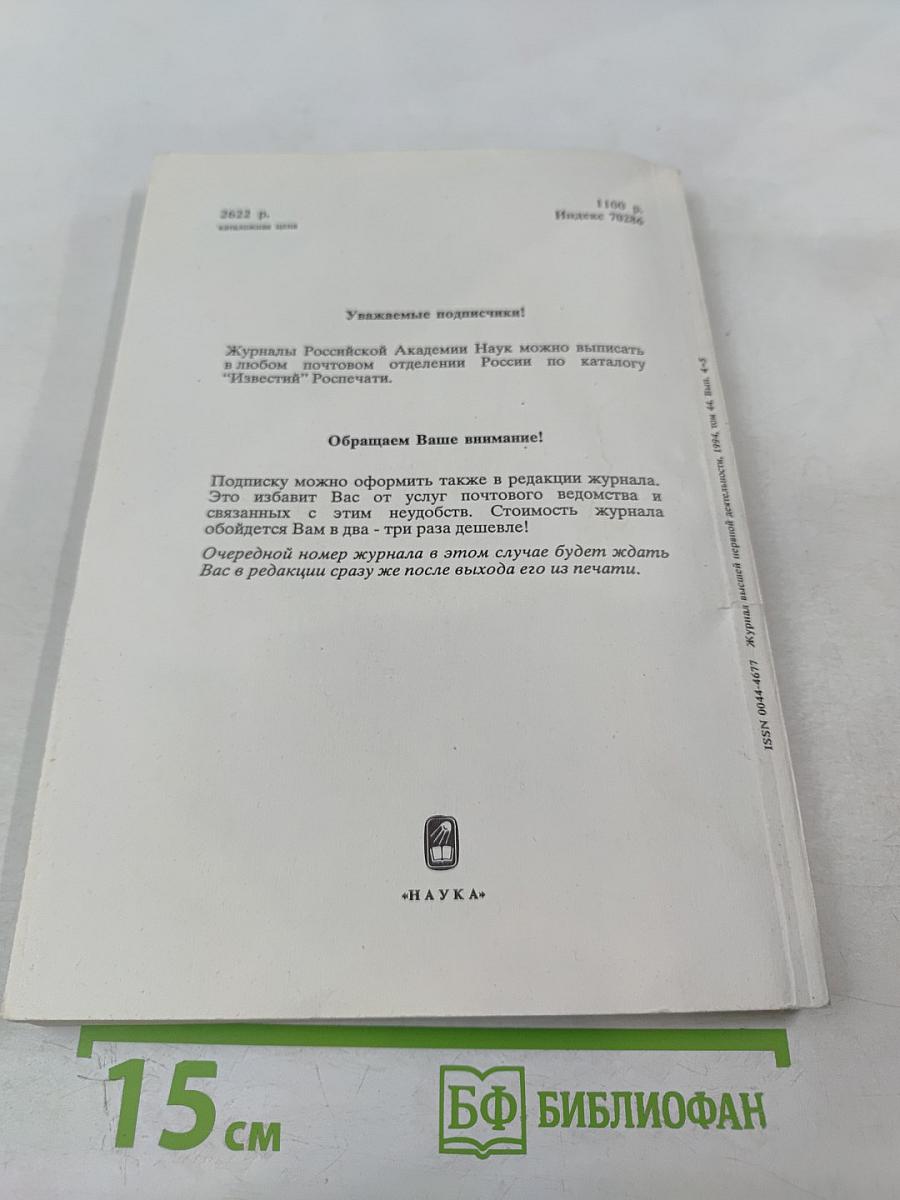 2622 р.
каталожная цена
1100 р.
Индекс 70286
Уважаемые подписчики!
Журналы Российской Академии Наук можно выписать
в любом почтовом отделении России по каталогу
"Известий" Роспечати.
Обращаем Ваше внимание!
Подписку можно оформить также в редакции журнала.
Это избавит Вас от услуг почтового ведомства и
связанных с этим неудобств. Стоимость журнала
обойдется Вам в два - три раза дешевле!
Очередной номер журнала в этом случае будет ждать
Вас в редакции сразу же после выхода его из печати.
«НАУКА»
ISSN 0044-4677 Журнал высшей нервной деятельности, 1994, том 44, Вып. 4-5
15 см
БФ БИБЛИОФАН